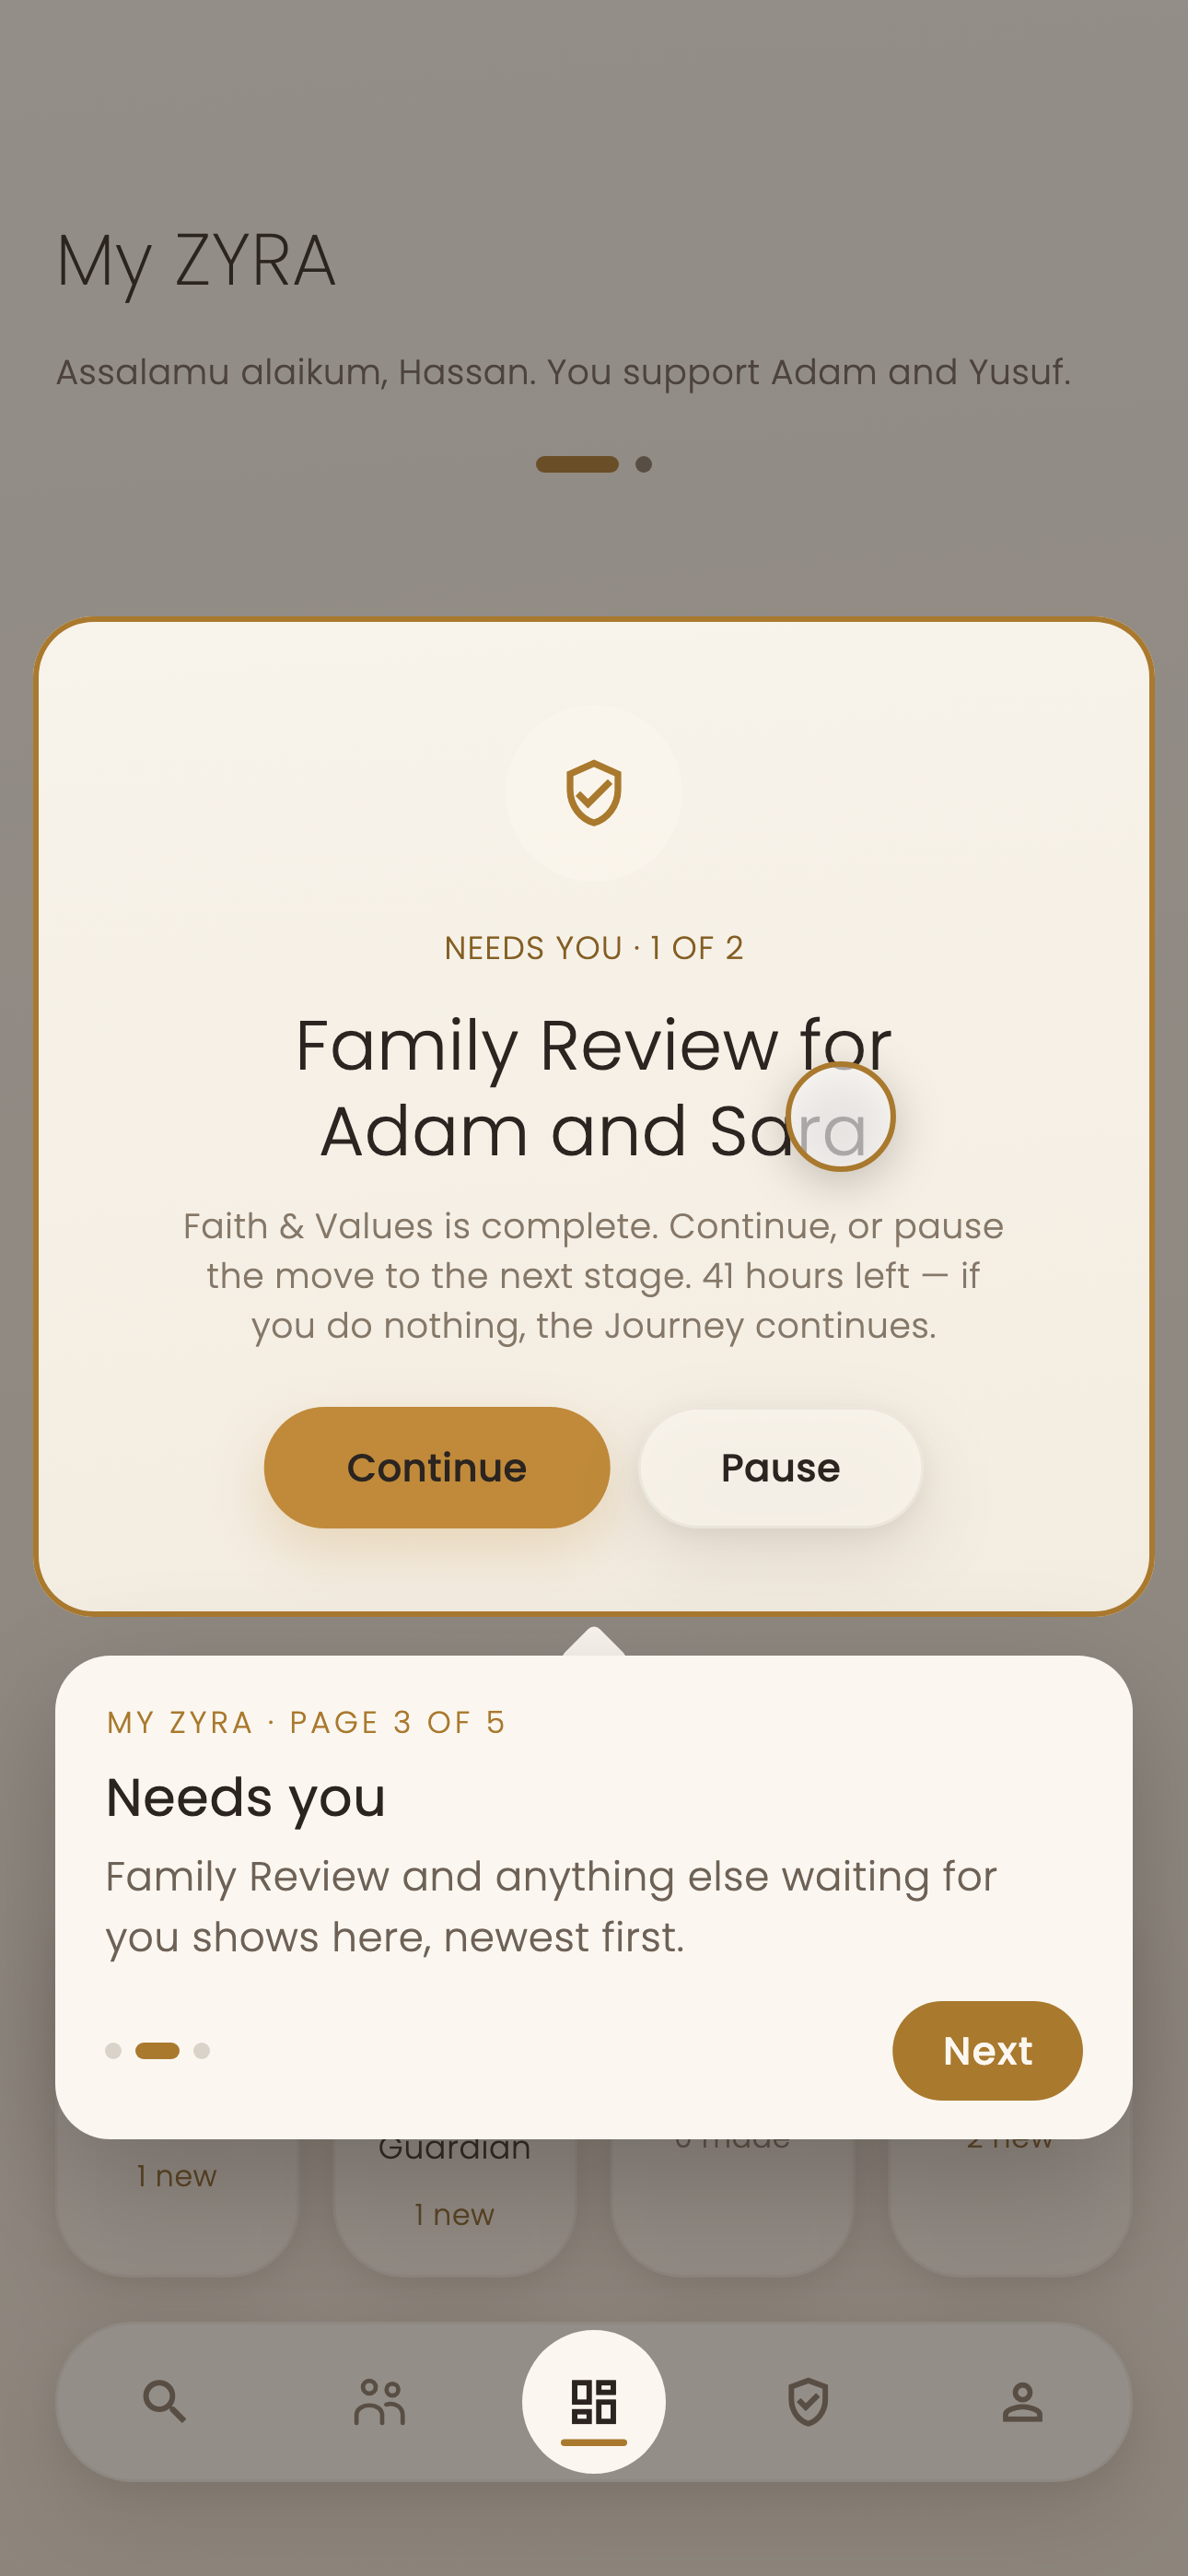 My ZYRA
Assalamu alaikum, Hassan. You support Adam and Yusuf.
NEEDS YOU · 1 OF 2
Family Review for
Adam and Sara
Faith & Values is complete. Continue, or pause
the move to the next stage. 41 hours left — if
you do nothing, the Journey continues.
Continue Pause
MY ZYRA · PAGE 3 OF 5
Needs you
Family Review and anything else waiting for
you shows here, newest first.
Next
Guardian
1 new
1 new
2 new